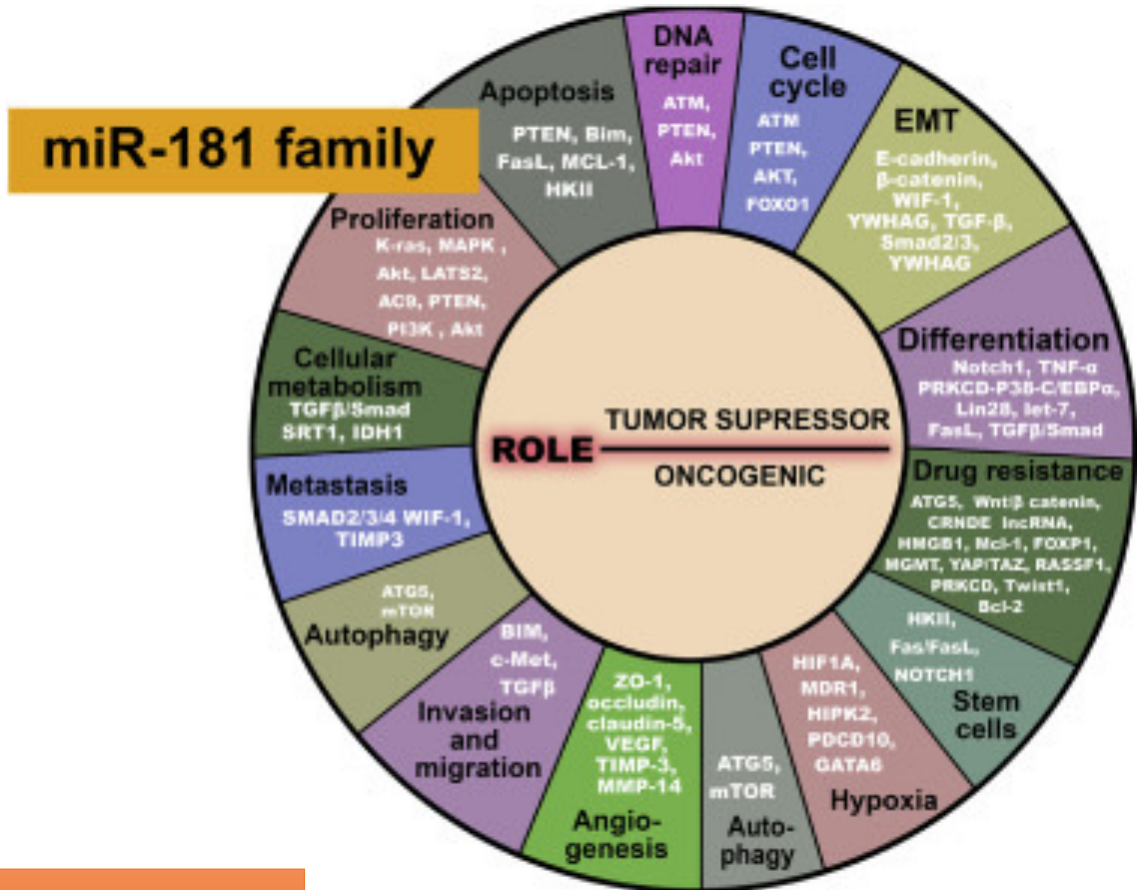 miR-181 family
DNA
repair
ATM,
PTEN,
Akt
Cell
cycle
ATM
PTEN,
AKT,
FOXO1
EMT
E-cadherin,
β-catenin,
WIF-1,
YWHAG, TGF-β,
Smad2/3,
YWHAG
Differentiation
Notch1, TNF-α
PRKCD-P38-C/EBPα,
Lin28, let-7,
FasL, TGFβ/Smad
Drug resistance
ATG5, Wnt/β catenin,
CRNDE lncRNA,
HMGB1, Mcl-1, FOXP1,
MGMT, YAP/TAZ, RASSF1,
PRKCD, Twist1,
Bcl-2
HKII,
Fas/FasL,
NOTCH1
Stem
cells
HIF1A,
MDR1,
HIPK2,
PDCD10,
GATA6
Hypoxia
ATG5,
mTOR
Auto-
phagy
ZO-1,
occludin,
claudin-5,
VEGF,
TIMP-3,
MMP-14
Angio-
genesis
BIM,
c-Met,
TGFβ
Invasion
and
migration
ATG5,
mTOR
Autophagy
Metastasis
SMAD2/3/4 WIF-1,
TIMP3
Cellular
metabolism
TGFβ/Smad
SRT1, IDH1
Proliferation
K-ras, MAPK ,
Akt, LATS2,
AC9, PTEN,
PI3K , Akt
Apoptosis
PTEN, Bim,
FasL, MCL-1,
HKII
ROLE
TUMOR SUPRESSOR
ONCOGENIC